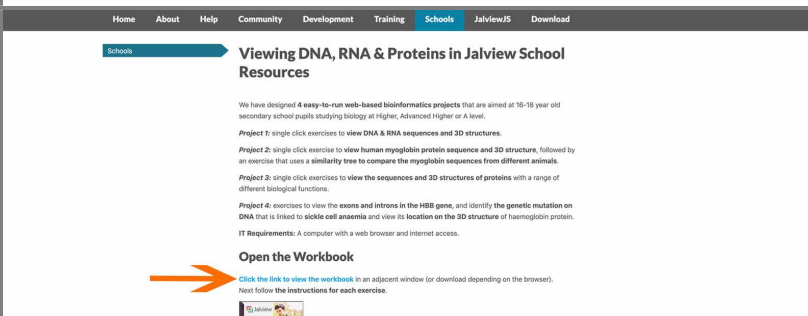 Home About Help Community Development Training Schools JalviewJS Download
Schools
Viewing DNA, RNA & Proteins in Jalview School
Resources
We have designed 4 easy-to-run web-based bioinformatics projects that are aimed at 16-18 year old
secondary school pupils studying biology at Higher, Advanced Higher or A level.
Project 1: single click exercises to view DNA & RNA sequences and 3D structures.
Project 2: single click exercise to view human myoglobin protein sequence and 3D structure, followed by
an exercise that uses a similarity tree to compare the myoglobin sequences from different animals.
Project 3: single click exercises to view the sequences and 3D structures of proteins with a range of
different biological functions.
Project 4: exercises to view the exons and introns in the HBB gene, and identify the genetic mutation on
DNA that is linked to sickle cell anaemia and view its location on the 3D structure of haemoglobin protein.
IT Requirements: A computer with a web browser and internet access.
Open the Workbook
Click the link to view the workbook in an adjacent window (or download depending on the browser).
Next follow the instructions for each exercise.
Jalview